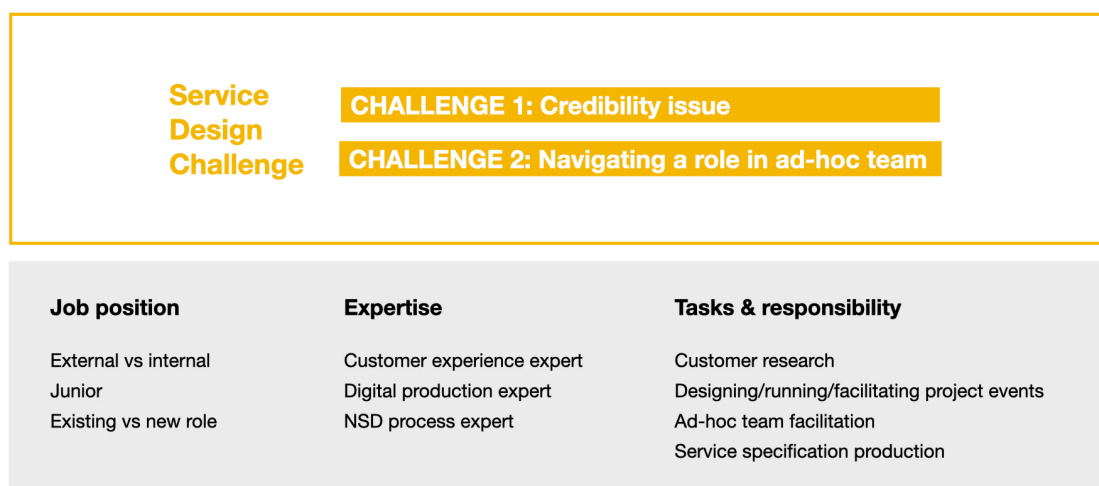 Service
Design
Challenge
CHALLENGE 1: Credibility issue
CHALLENGE 2: Navigating a role in ad-hoc team
Job position
External vs internal
Junior
Existing vs new role
Expertise
Customer experience expert
Digital production expert
NSD process expert
Tasks & responsibility
Customer research
Designing/running/facilitating project events
Ad-hoc team facilitation
Service specification production